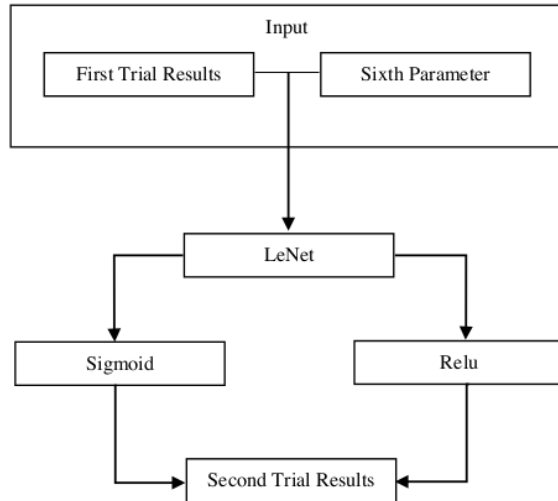 Input
First Trial Results
Sixth Parameter
LeNet
Sigmoid
Relu
Second Trial Results